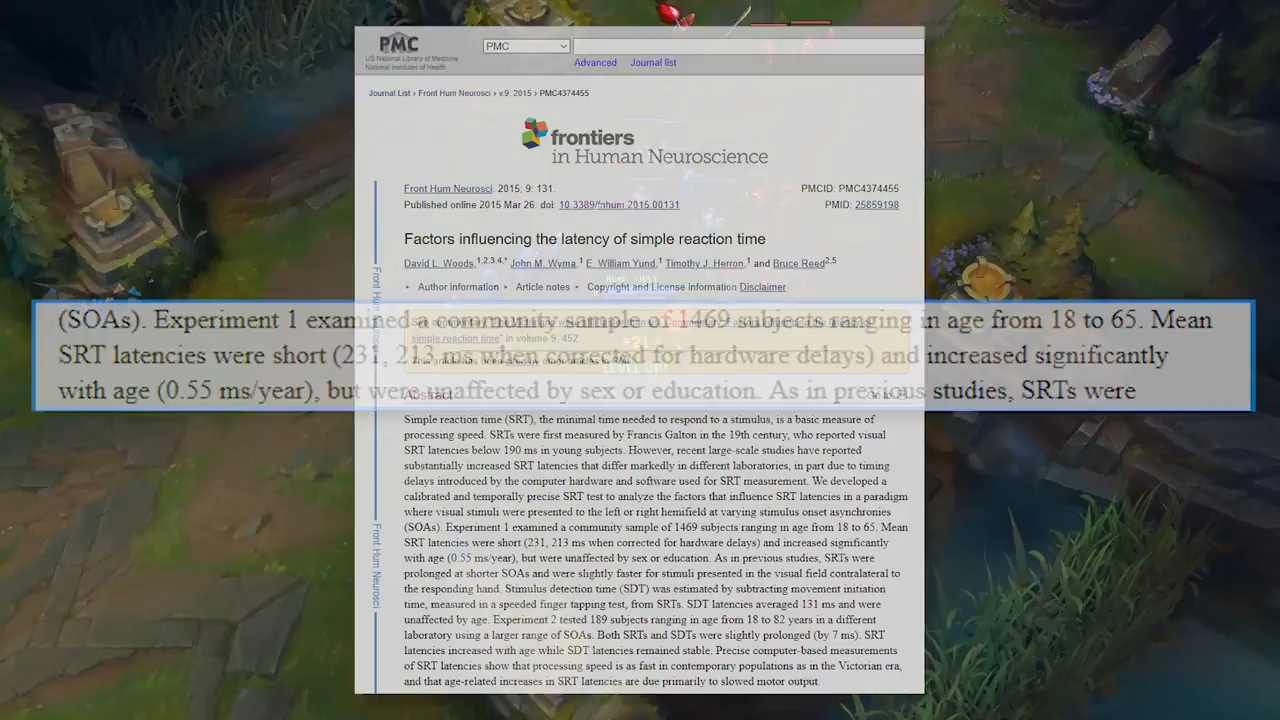 PMC
US National Library of Medicine
National Institutes of Health
PMC
Advanced Journal list
Journal List › Front Hum Neurosci › v.9; 2015 › PMC4374455
frontiers
in Human Neuroscience
Front Hum Neurosci. 2015; 9: 131. PMCID: PMC4374455
Published online 2015 Mar 26. doi: 10.3389/fnhum.2015.00131 PMID: 25859198
Factors influencing the latency of simple reaction time
David L. Woods,1,2,3,4,* John M. Wyma,1 E. William Yund,1 Timothy J. Herron,1 and Bruce Reed2,5
▸ Author information ▸ Article notes ▸ Copyright and License information Disclaimer
(SOAs). Experiment 1 examined a community sample of 1469 subjects ranging in age from 18 to 65. Mean
SRT latencies were short (231, 213 ms when corrected for hardware delays) and increased significantly
with age (0.55 ms/year), but were unaffected by sex or education. As in previous studies, SRTs were
simple reaction time" in volume 9, 452.
LEVEL UP!
Abstract
Simple reaction time (SRT), the minimal time needed to respond to a stimulus, is a basic measure of
processing speed. SRTs were first measured by Francis Galton in the 19th century, who reported visual
SRT latencies below 190 ms in young subjects. However, recent large-scale studies have reported
substantially increased SRT latencies that differ markedly in different laboratories, in part due to timing
delays introduced by the computer hardware and software used for SRT measurement. We developed a
calibrated and temporally precise SRT test to analyze the factors that influence SRT latencies in a paradigm
where visual stimuli were presented to the left or right hemifield at varying stimulus onset asynchronies
(SOAs). Experiment 1 examined a community sample of 1469 subjects ranging in age from 18 to 65. Mean
SRT latencies were short (231, 213 ms when corrected for hardware delays) and increased significantly
with age (0.55 ms/year), but were unaffected by sex or education. As in previous studies, SRTs were
prolonged at shorter SOAs and were slightly faster for stimuli presented in the visual field contralateral to
the responding hand. Stimulus detection time (SDT) was estimated by subtracting movement initiation
time, measured in a speeded finger tapping test, from SRTs. SDT latencies averaged 131 ms and were
unaffected by age. Experiment 2 tested 189 subjects ranging in age from 18 to 82 years in a different
laboratory using a larger range of SOAs. Both SRTs and SDTs were slightly prolonged (by 7 ms). SRT
latencies increased with age while SDT latencies remained stable. Precise computer-based measurements
of SRT latencies show that processing speed is as fast in contemporary populations as in the Victorian era,
and that age-related increases in SRT latencies are due primarily to slowed motor output.
Front Hum
Front Hum Neurosci